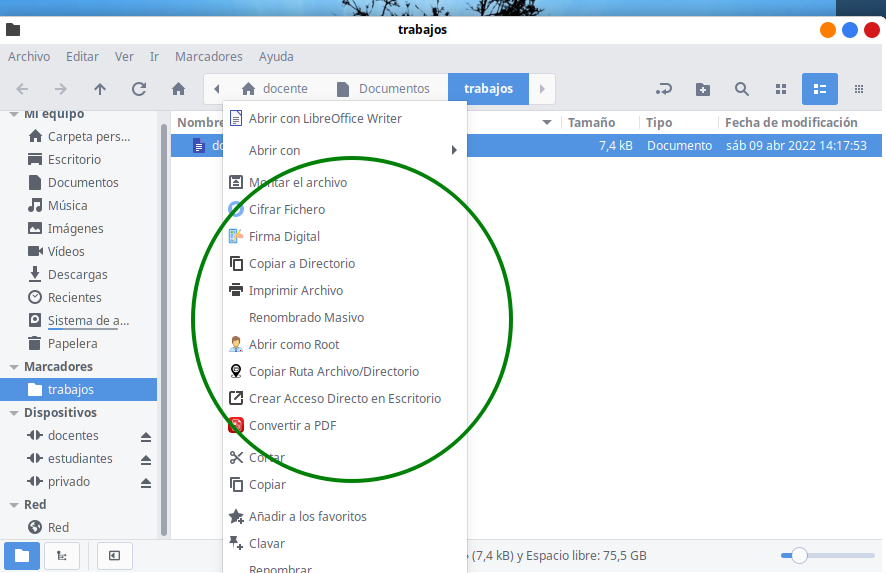 trabajos
Archivo Editar Ver Ir Marcadores Ayuda
docente Documentos trabajos
Mi equipo
Carpeta pers...
Escritorio
Documentos
Música
Imágenes
Vídeos
Descargas
Recientes
Sistema de a...
Papelera
Marcadores
trabajos
Dispositivos
docentes
estudiantes
privado
Red
Red
Nombre Tamaño Tipo Fecha de modificación
7,4 kB Documento sáb 09 abr 2022 14:17:53
Abrir con LibreOffice Writer
Abrir con
Montar el archivo
Cifrar Fichero
Firma Digital
Copiar a Directorio
Imprimir Archivo
Renombrado Masivo
Abrir como Root
Copiar Ruta Archivo/Directorio
Crear Acceso Directo en Escritorio
Convertir a PDF
Cortar
Copiar
Añadir a los favoritos
Clavar
Renombrar
(7,4 kB) y Espacio libre: 75,5 GB